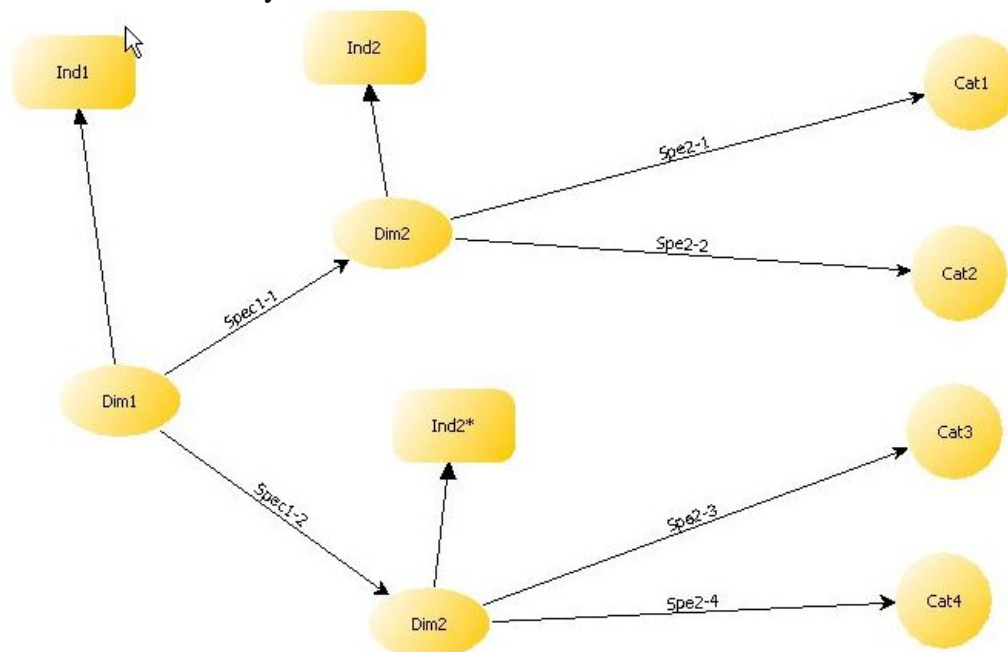 Ind1
Ind2
Cat1
Spe2-1
Dim2
Spe2-2
Cat2
Spec1-1
Dim1
Ind2*
Cat3
Spec1-2
Spe2-3
Spe2-4
Cat4
Dim2